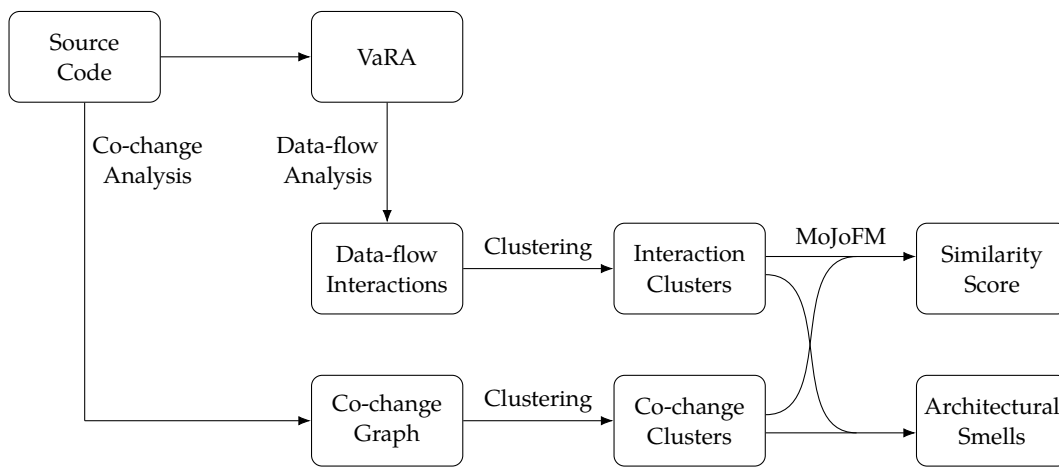 Source
Code
VaRA
Co-change
Analysis
Data-flow
Analysis
Data-flow
Interactions
Clustering
Interaction
Clusters
MoJoFM
Similarity
Score
Co-change
Graph
Clustering
Co-change
Clusters
Architectural
Smells